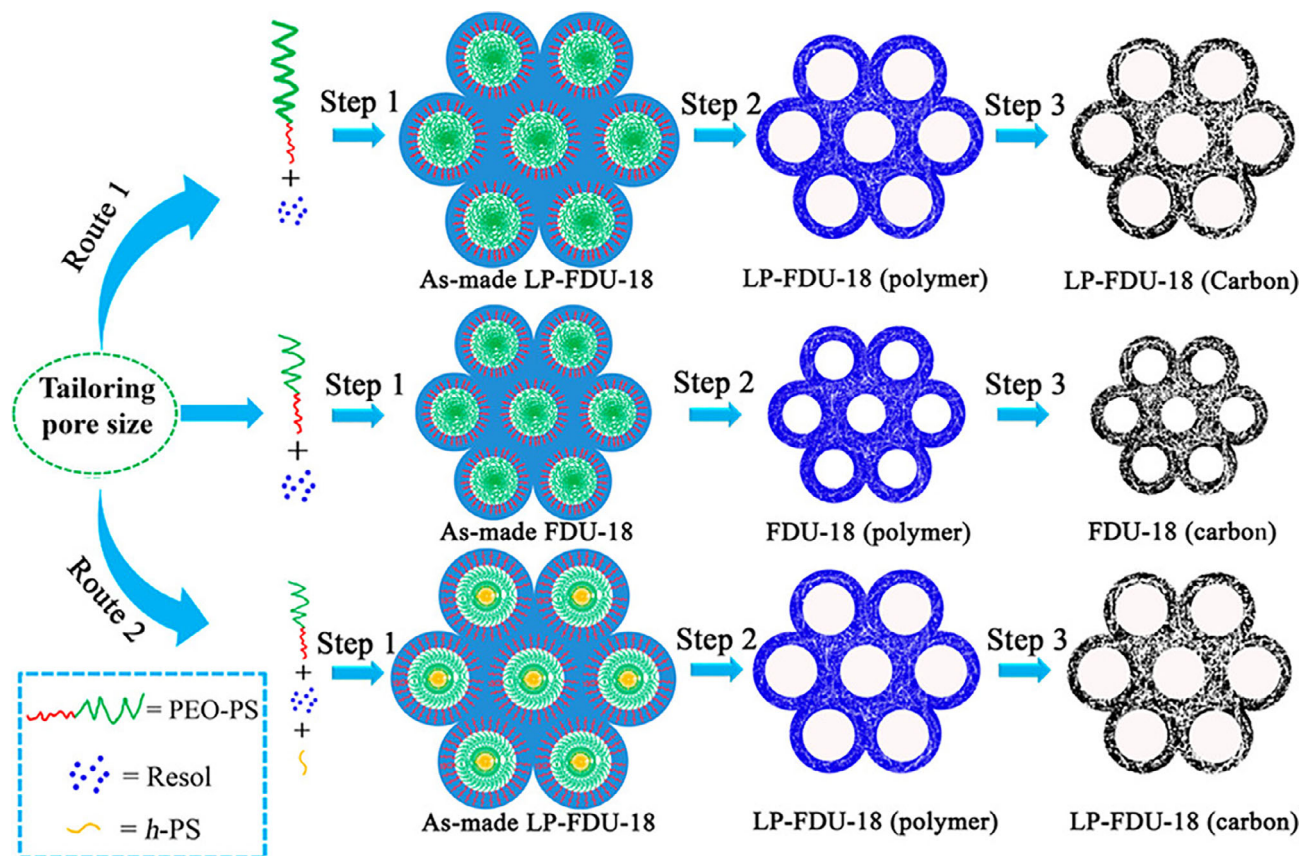 Route 1
+
Step 1
Step 2
Step 3
As-made LP-FDU-18
LP-FDU-18 (polymer)
LP-FDU-18 (Carbon)
Tailoring
pore size
+
Step 1
Step 2
Step 3
As-made FDU-18
FDU-18 (polymer)
FDU-18 (carbon)
Route 2
+
+
Step 1
Step 2
Step 3
As-made LP-FDU-18
LP-FDU-18 (polymer)
LP-FDU-18 (carbon)
= PEO-PS
= Resol
= h-PS